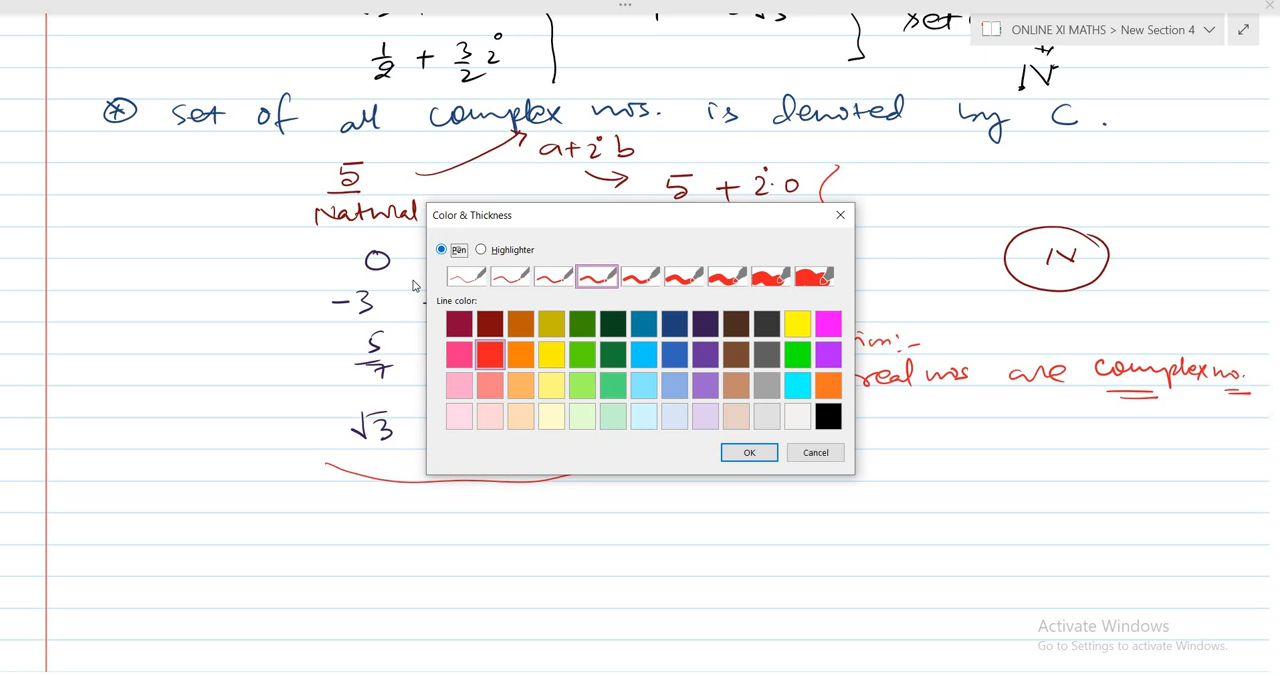 ONLINE XI MATHS > New Section 4
1/2 + 3/2 i
N
* set of all complex nos. is denoted by C.
a+ib
5
5 + i.0
Natural
Color & Thickness
Pen
Highlighter
Line color:
OK
Cancel
0
-3
5/7
√3
N
real nos are complex no.
Activate Windows
Go to Settings to activate Windows.